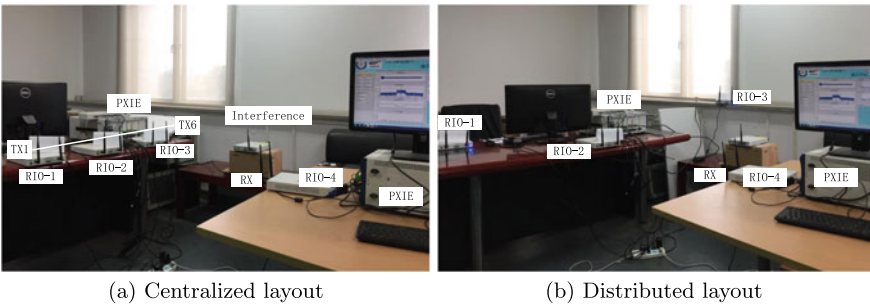 PXIE
Interference
TX6
TX1
RIO-3
RIO-2
RIO-1
RX
RIO-4
PXIE
RIO-3
PXIE
RIO-1
RIO-2
RX
RIO-4
PXIE
(a) Centralized layout
(b) Distributed layout